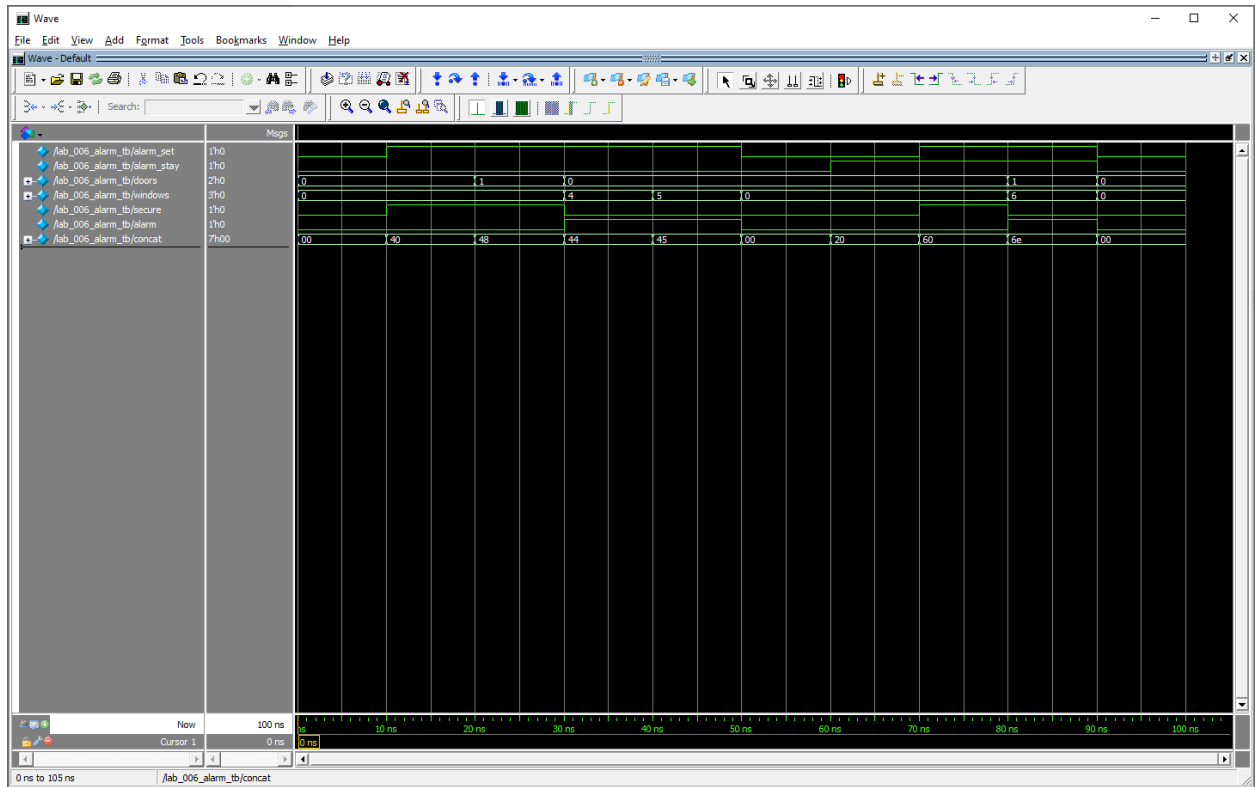 Wave
File Edit View Add Format Tools Bookmarks Window Help
Wave - Default
Search:
Msgs
/lab_006_alarm_tb/alarm_set 1'h0
/lab_006_alarm_tb/alarm_stay 1'h0
/lab_006_alarm_tb/doors 2'h0 0 1 0 1 0
/lab_006_alarm_tb/windows 3'h0 0 4 5 0 6 0
/lab_006_alarm_tb/secure 1'h0
/lab_006_alarm_tb/alarm 1'h0
/lab_006_alarm_tb/concat 7'h00 00 40 48 44 45 00 20 60 6e 00
Now 100 ns ns 10 ns 20 ns 30 ns 40 ns 50 ns 60 ns 70 ns 80 ns 90 ns 100 ns
Cursor 1 0 ns 0 ns
0 ns to 105 ns /lab_006_alarm_tb/concat